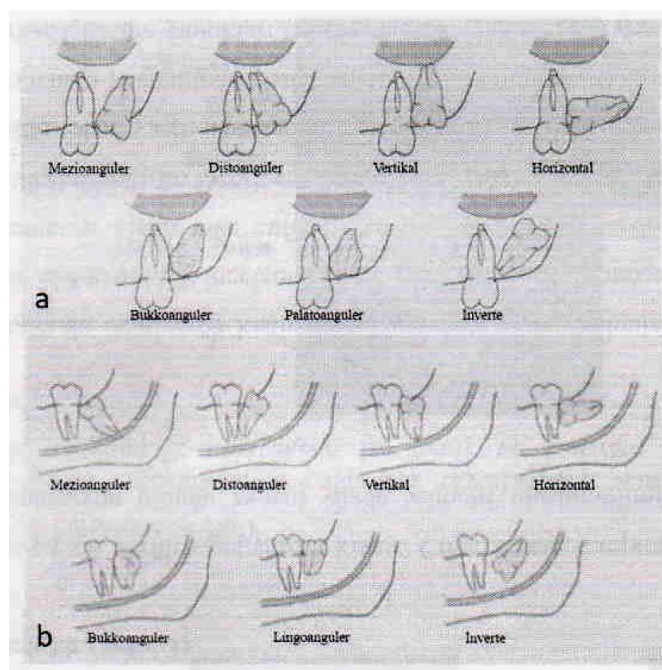 Mezioanguler Distoanguler Vertikal Horizontal
a Bukkoanguler Palatoanguler Inverte
Mezioanguler Distoanguler Vertikal Horizontal
b Bukkoanguler Lingoanguler Inverte